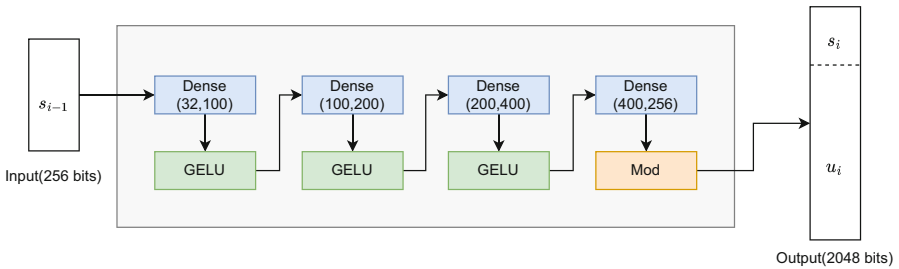 s_{i-1}
Input(256 bits)
Dense
(32,100)
GELU
Dense
(100,200)
GELU
Dense
(200,400)
GELU
Dense
(400,256)
Mod
s_i
u_i
Output(2048 bits)